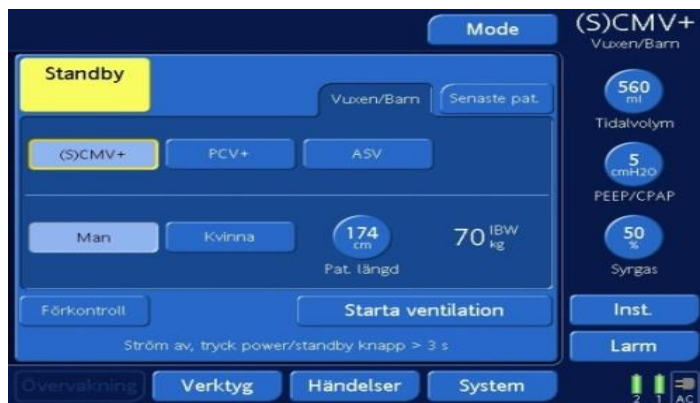 Mode
(S)CMV+
Vuxen/Barn
Standby
Vuxen/Barn
Senaste pat.
560
ml
Tidalvolym
(S)CMV+
PCV+
ASV
5
cmH2O
PEEP/CPAP
Man
Kvinna
174
cm
70 IBW
kg
Pat. längd
50
%
Syrgas
Förkontroll
Starta ventilation
Inst.
Ström av, tryck power/standby knapp > 3 s
Larm
Övervakning
Verktyg
Händelser
System
2 1 AC